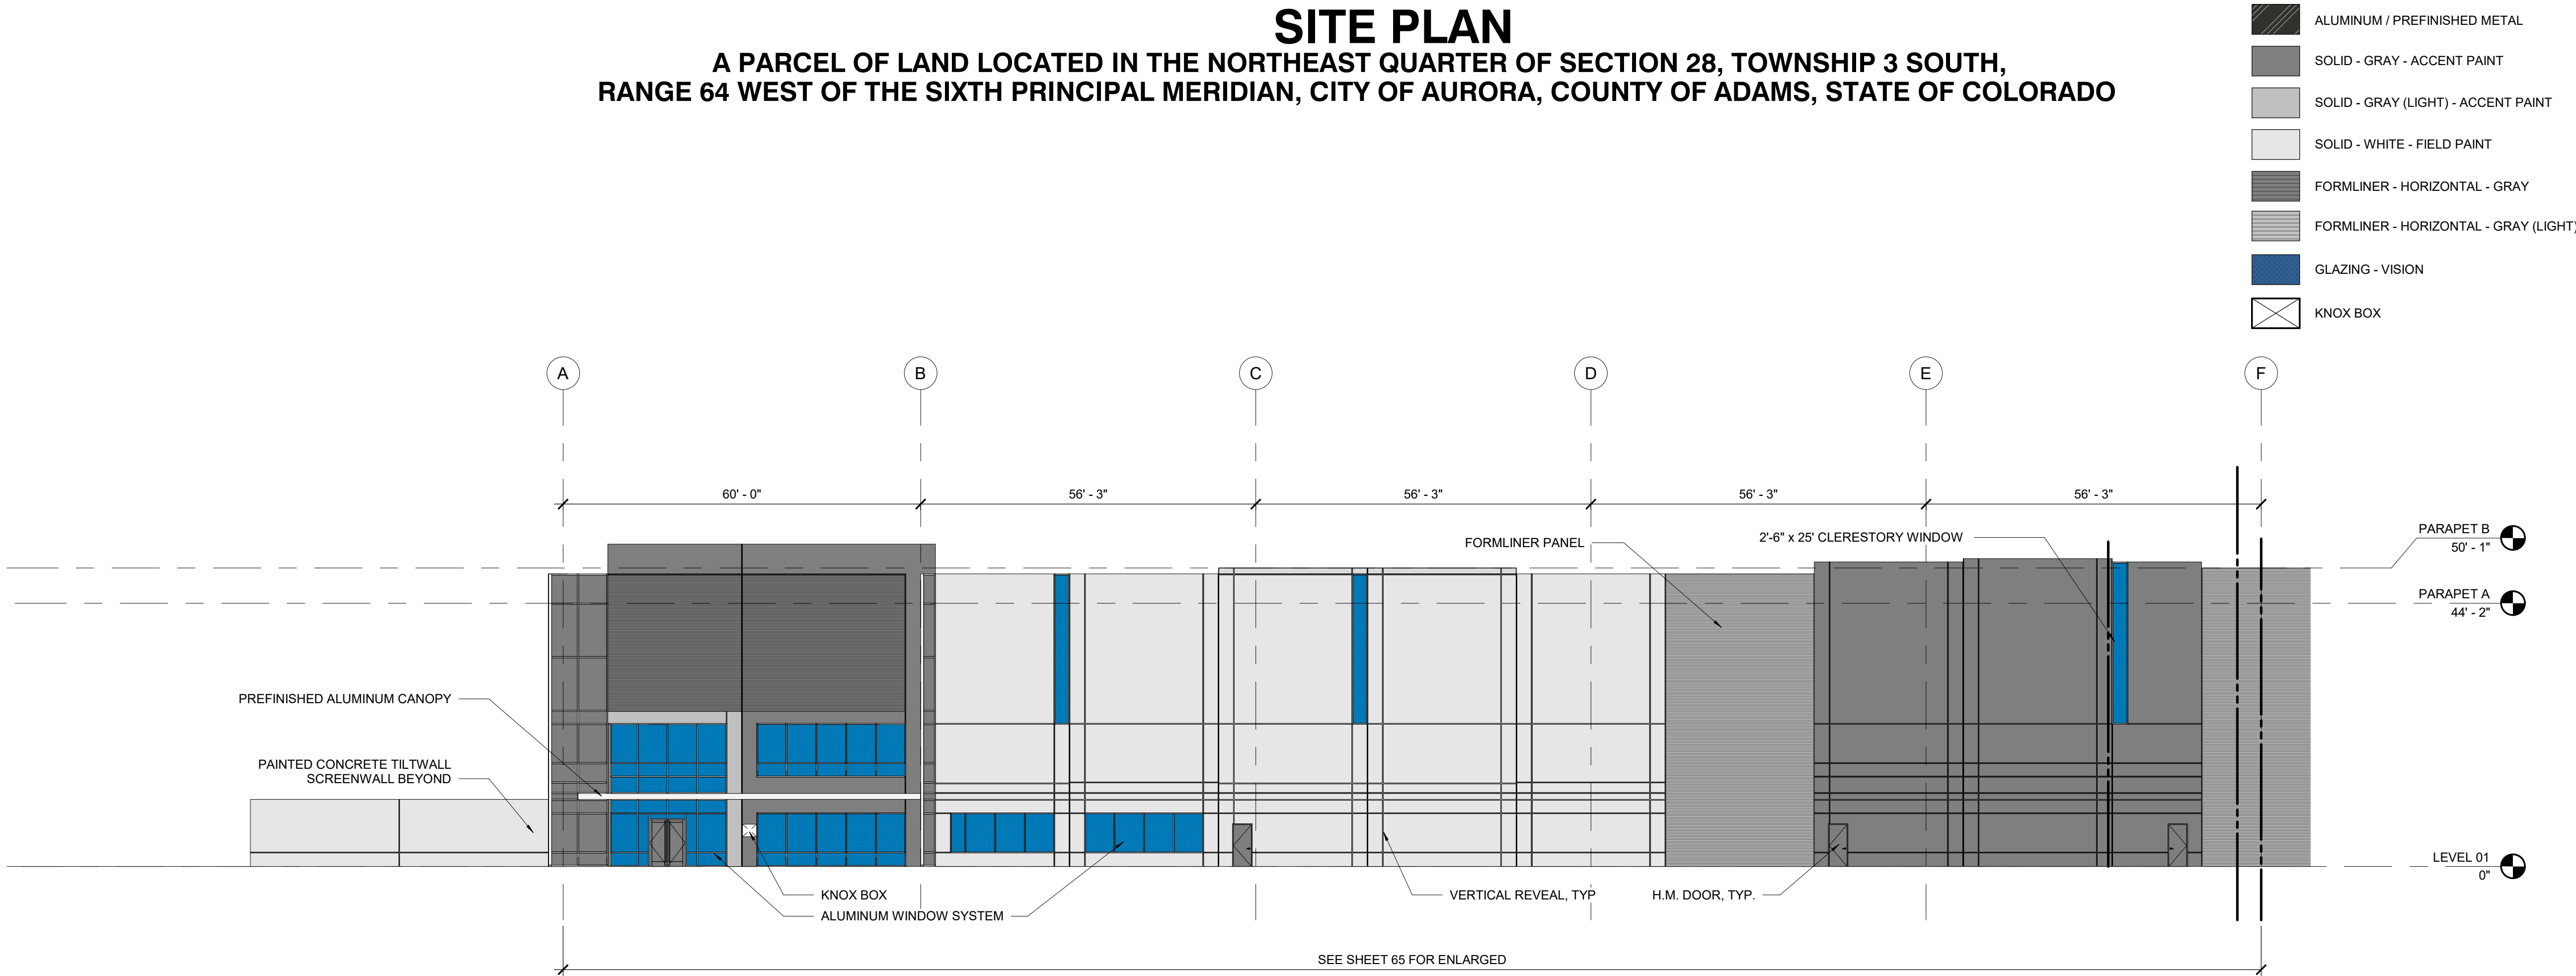 SITE PLAN
A PARCEL OF LAND LOCATED IN THE NORTHEAST QUARTER OF SECTION 28, TOWNSHIP 3 SOUTH,
RANGE 64 WEST OF THE SIXTH PRINCIPAL MERIDIAN, CITY OF AURORA, COUNTY OF ADAMS, STATE OF COLORADO
ALUMINUM / PREFINISHED METAL
SOLID - GRAY - ACCENT PAINT
SOLID - GRAY (LIGHT) - ACCENT PAINT
SOLID - WHITE - FIELD PAINT
FORMLINER - HORIZONTAL - GRAY
FORMLINER - HORIZONTAL - GRAY (LIGHT)
GLAZING - VISION
KNOX BOX
A
B
C
D
E
F
60' - 0"
56' - 3"
56' - 3"
56' - 3"
56' - 3"
FORMLINER PANEL
2'-6" x 25' CLERESTORY WINDOW
PARAPET B
50' - 1"
PARAPET A
44' - 2"
PREFINISHED ALUMINUM CANOPY
PAINTED CONCRETE TILTWALL
SCREENWALL BEYOND
LEVEL 01
0"
KNOX BOX
ALUMINUM WINDOW SYSTEM
VERTICAL REVEAL, TYP
H.M. DOOR, TYP.
SEE SHEET 65 FOR ENLARGED